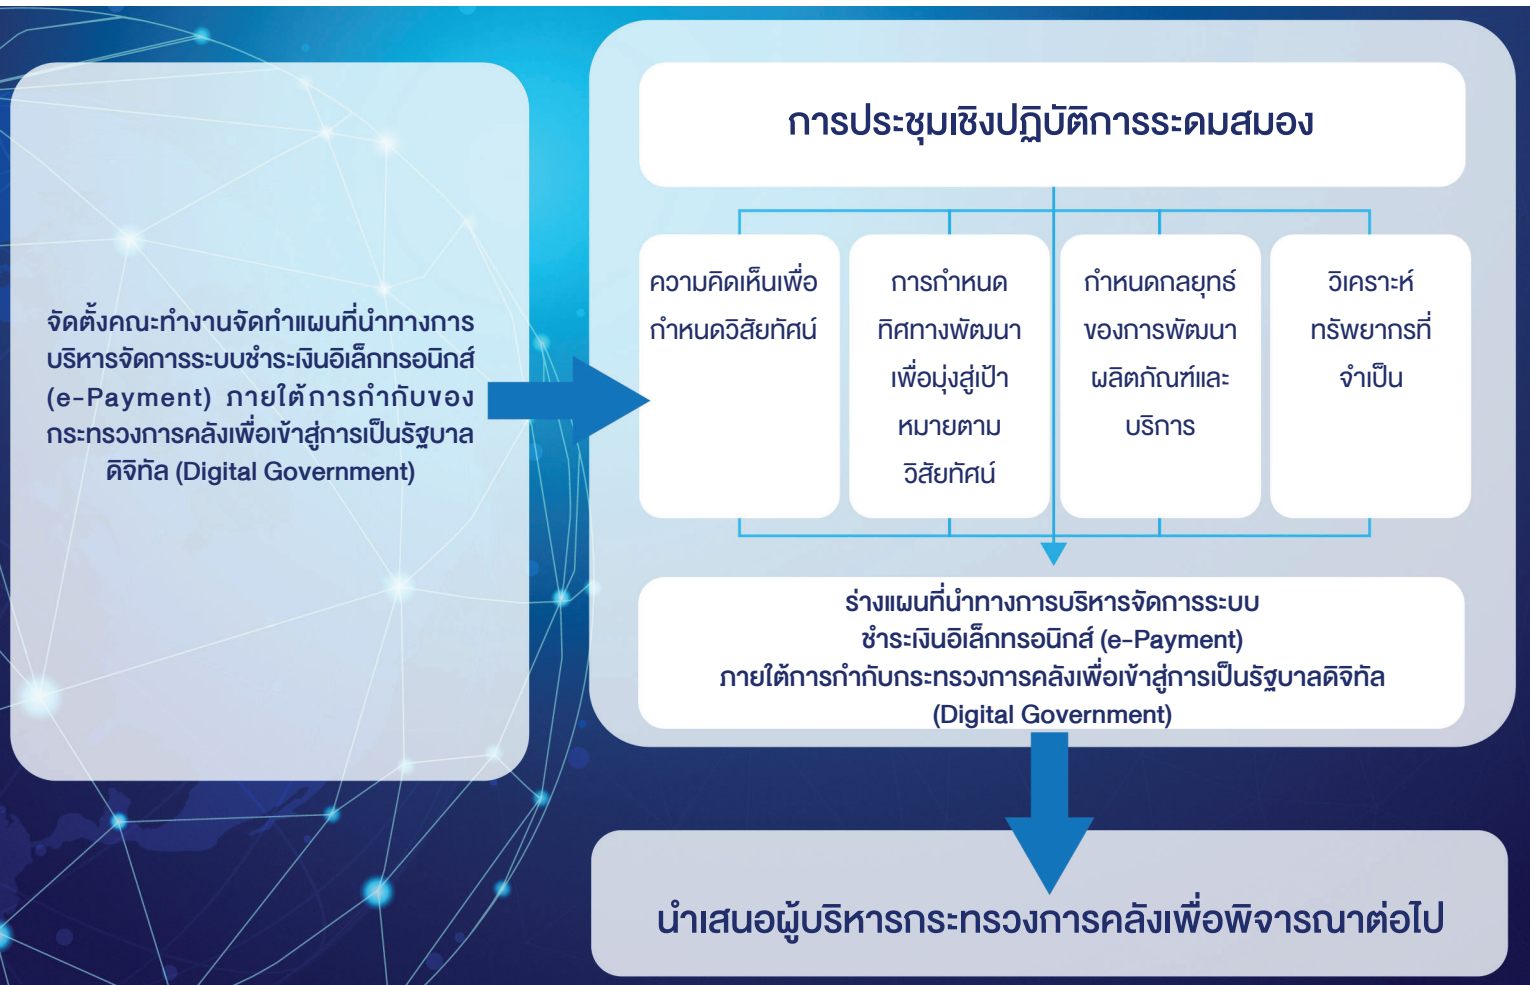 จัดตั้งคณะทำงานจัดทำแผนที่นำทางการ
บริหารจัดการระบบชำระเงินอิเล็กทรอนิกส์
(e-Payment) ภายใต้การกำกับของ
กระทรวงการคลังเพื่อเข้าสู่การเป็นรัฐบาล
ดิจิทัล (Digital Government)
การประชุมเชิงปฏิบัติการระดมสมอง
ความคิดเห็นเพื่อ
กำหนดวิสัยทัศน์
การกำหนด
ทิศทางพัฒนา
เพื่อมุ่งสู่เป้า
หมายตาม
วิสัยทัศน์
กำหนดกลยุทธ์
ของการพัฒนา
ผลิตภัณฑ์และ
บริการ
วิเคราะห์
ทรัพยากรที่
จำเป็น
ร่างแผนที่นำทางการบริหารจัดการระบบ
ชำระเงินอิเล็กทรอนิกส์ (e-Payment)
ภายใต้การกำกับกระทรวงการคลังเพื่อเข้าสู่การเป็นรัฐบาลดิจิทัล
(Digital Government)
นำเสนอผู้บริหารกระทรวงการคลังเพื่อพิจารณาต่อไป